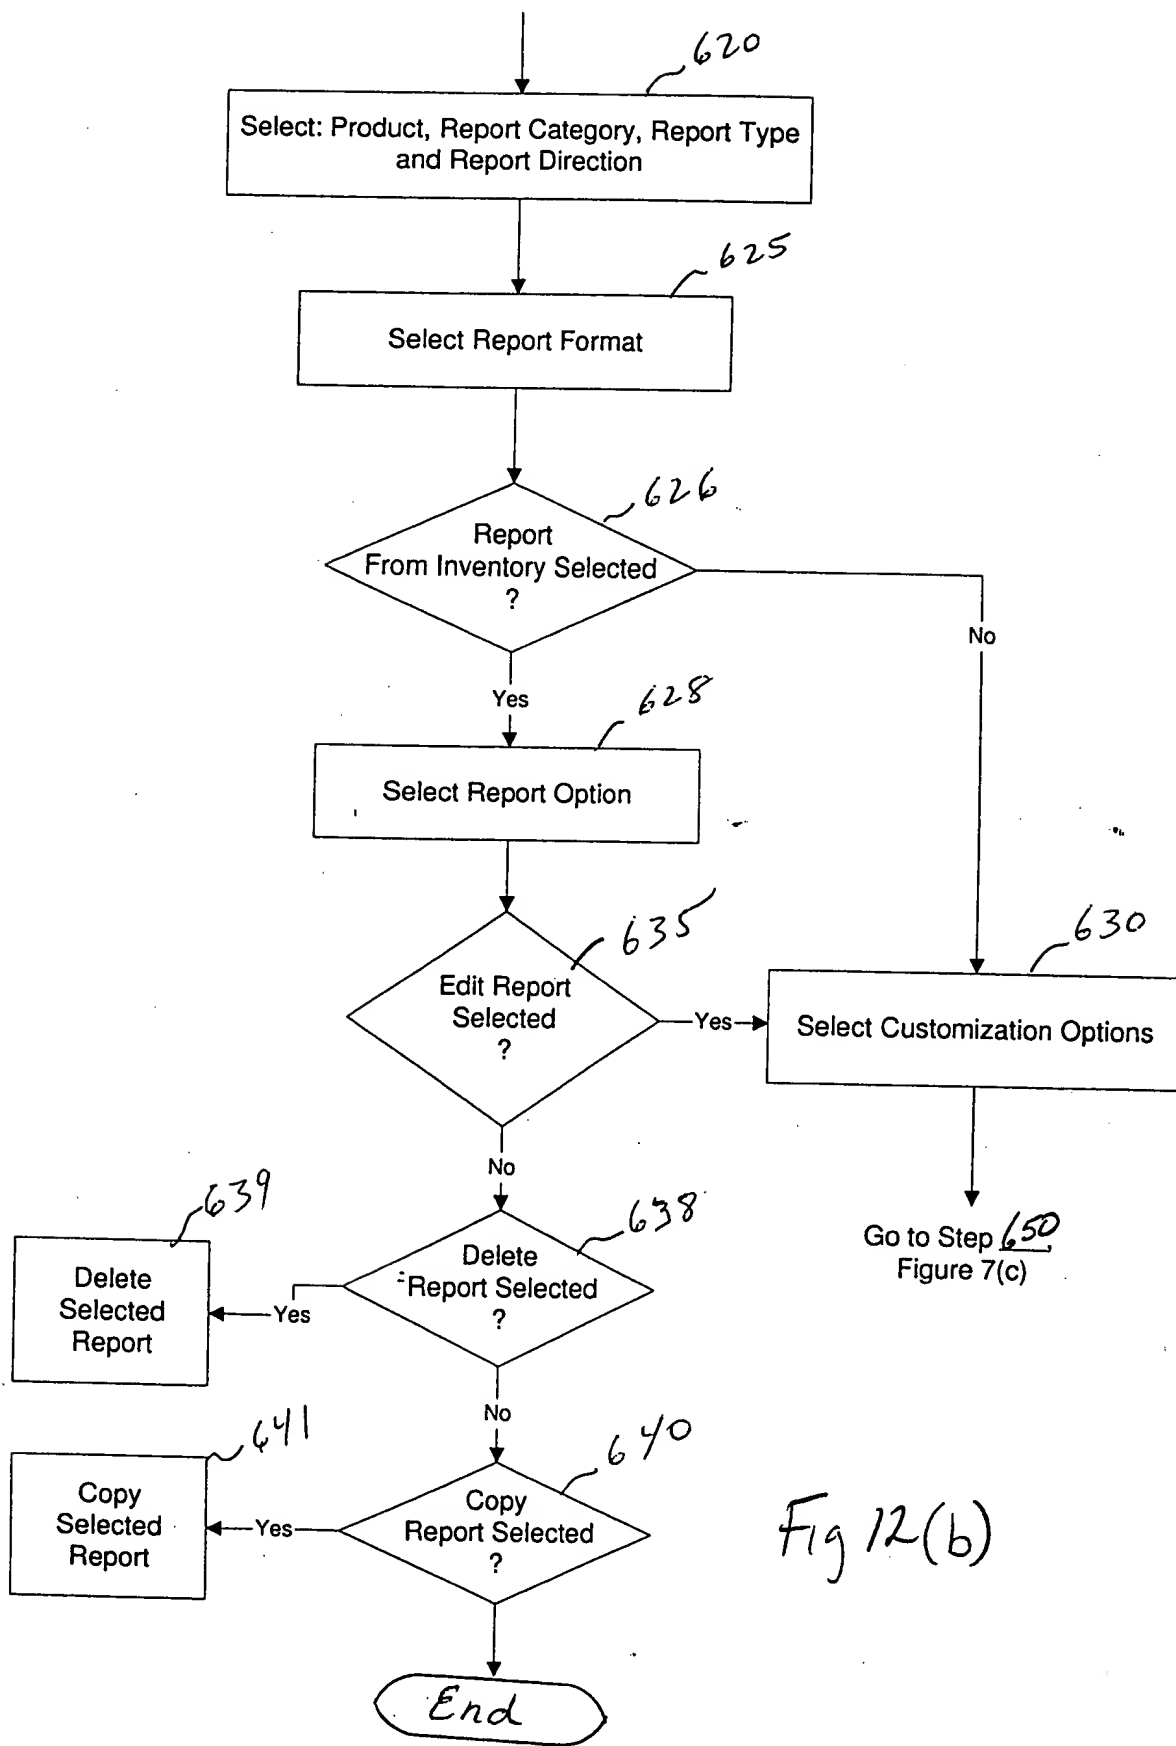 620
Select: Product, Report Category, Report Type
and Report Direction
625
Select Report Format
626
Report
From Inventory Selected
?
No
Yes
628
Select Report Option
635
Edit Report
Selected
?
Yes
630
Select Customization Options
No
Go to Step 650
Figure 7(c)
639
Delete
Selected
Report
Yes
638
Delete
Report Selected
?
No
641
Copy
Selected
Report
Yes
640
Copy
Report Selected
?
Fig 12(b)
End